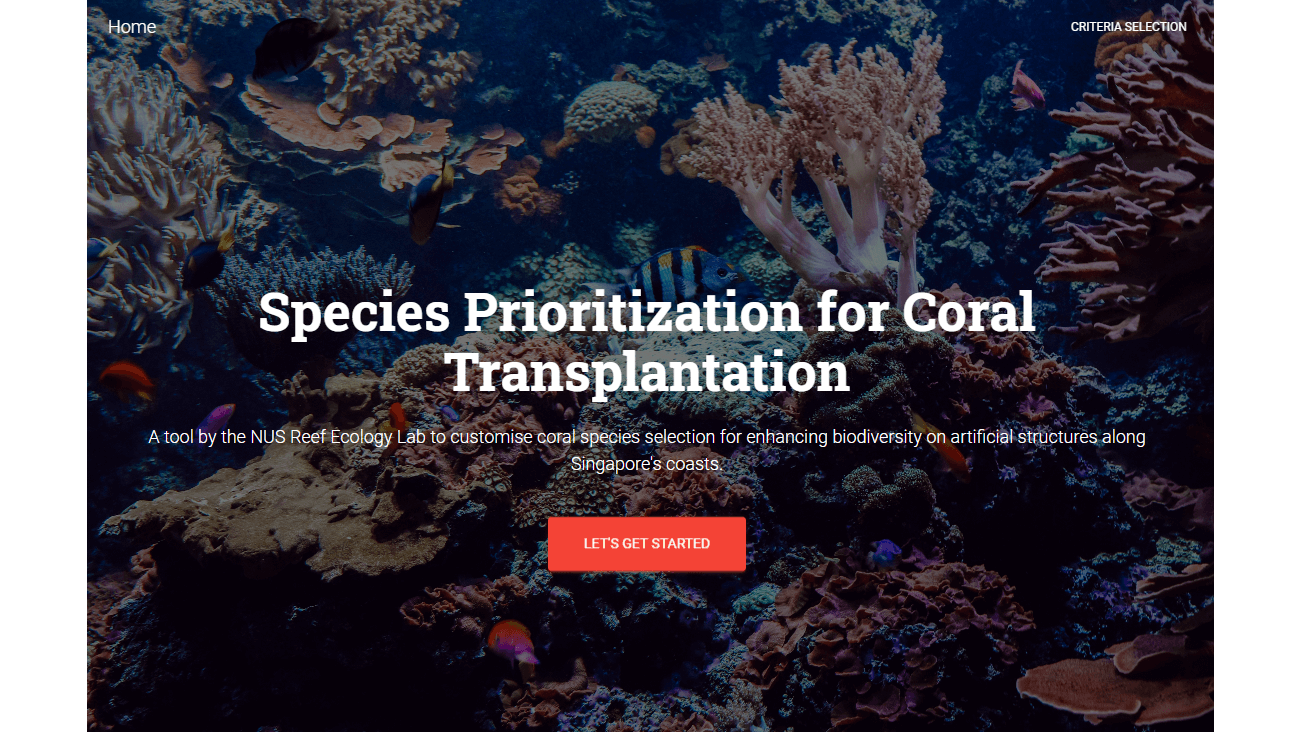 Home
CRITERIA SELECTION
Species Prioritization for Coral
Transplantation
A tool by the NUS Reef Ecology Lab to customise coral species selection for enhancing biodiversity on artificial structures along
Singapore's coasts.
LET'S GET STARTED